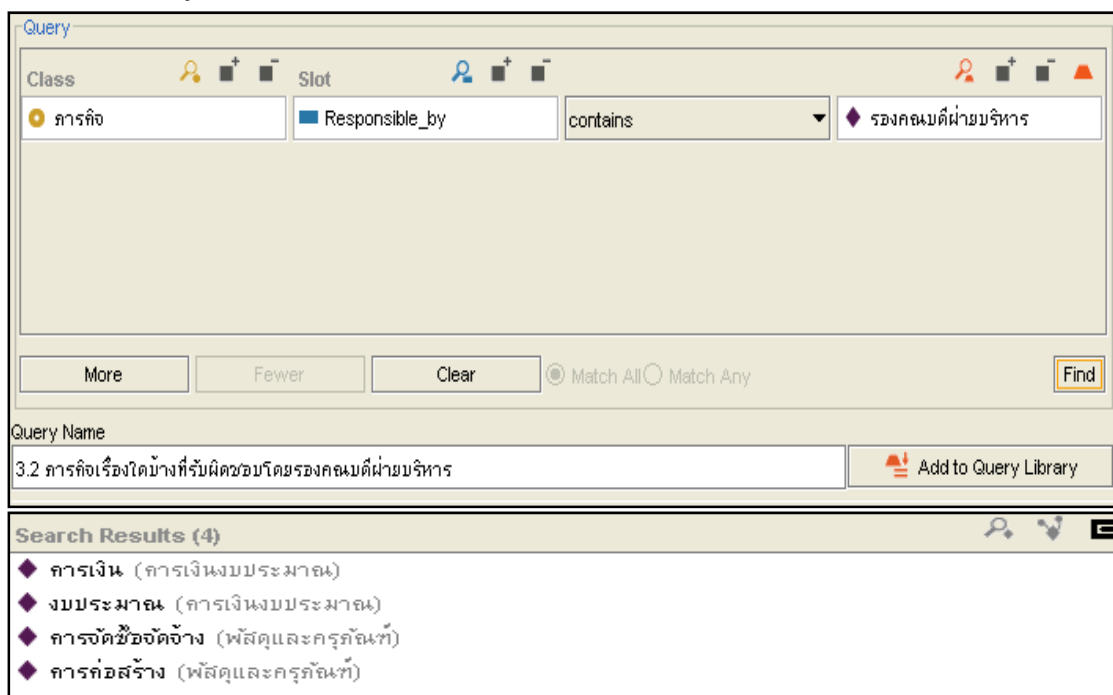 Query
Class Slot
ภารกิจ Responsible_by contains รองคณบดีฝ่ายบริหาร
More Fewer Clear Match All Match Any Find
Query Name
3.2 ภารกิจเรื่องใดบ้างที่รับผิดชอบโดยรองคณบดีฝ่ายบริหาร Add to Query Library
Search Results (4)
การเงิน (การเงินงบประมาณ)
งบประมาณ (การเงินงบประมาณ)
การจัดซื้อจัดจ้าง (พัสดุและครุภัณฑ์)
การก่อสร้าง (พัสดุและครุภัณฑ์)